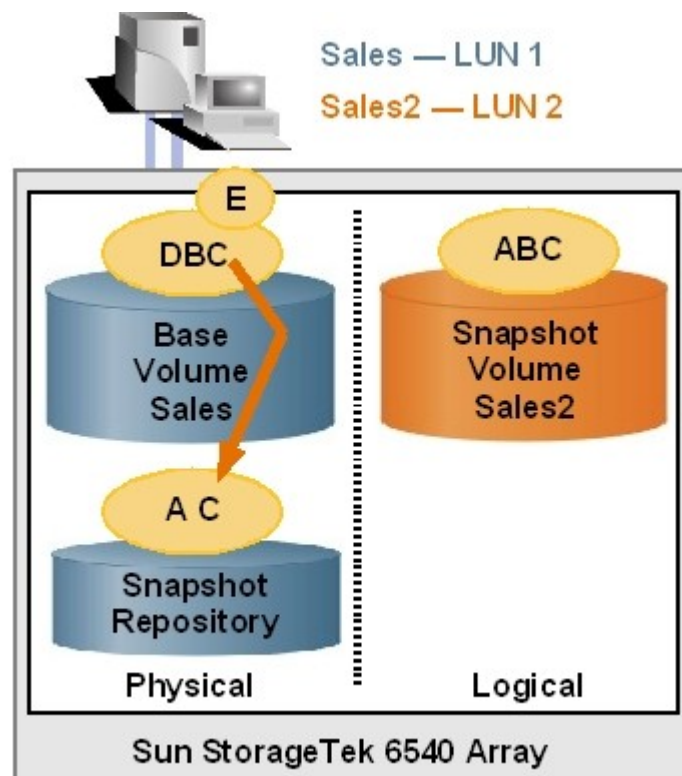 Sales — LUN 1
Sales2 — LUN 2
E
DBC
Base
Volume
Sales
A C
Snapshot
Repository
Physical
ABC
Snapshot
Volume
Sales2
Logical
Sun StorageTek 6540 Array